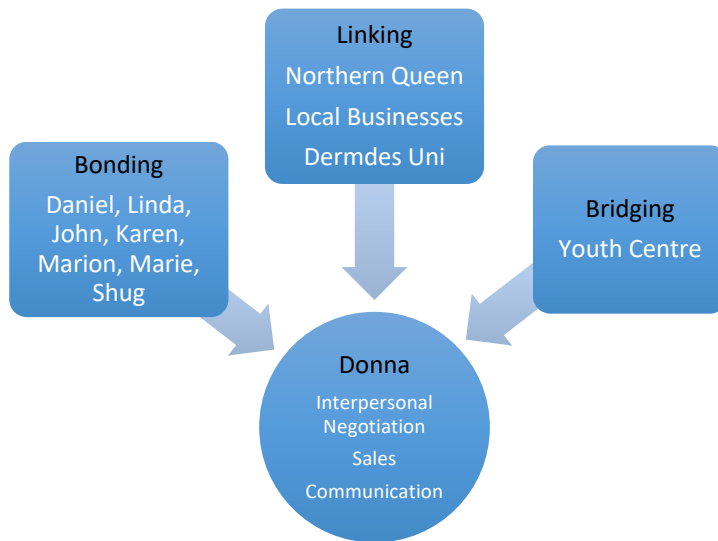 Linking
Northern Queen
Local Businesses
Dermdes Uni
Bonding
Daniel, Linda,
John, Karen,
Marion, Marie,
Shug
Bridging
Youth Centre
Donna
Interpersonal
Negotiation
Sales
Communication